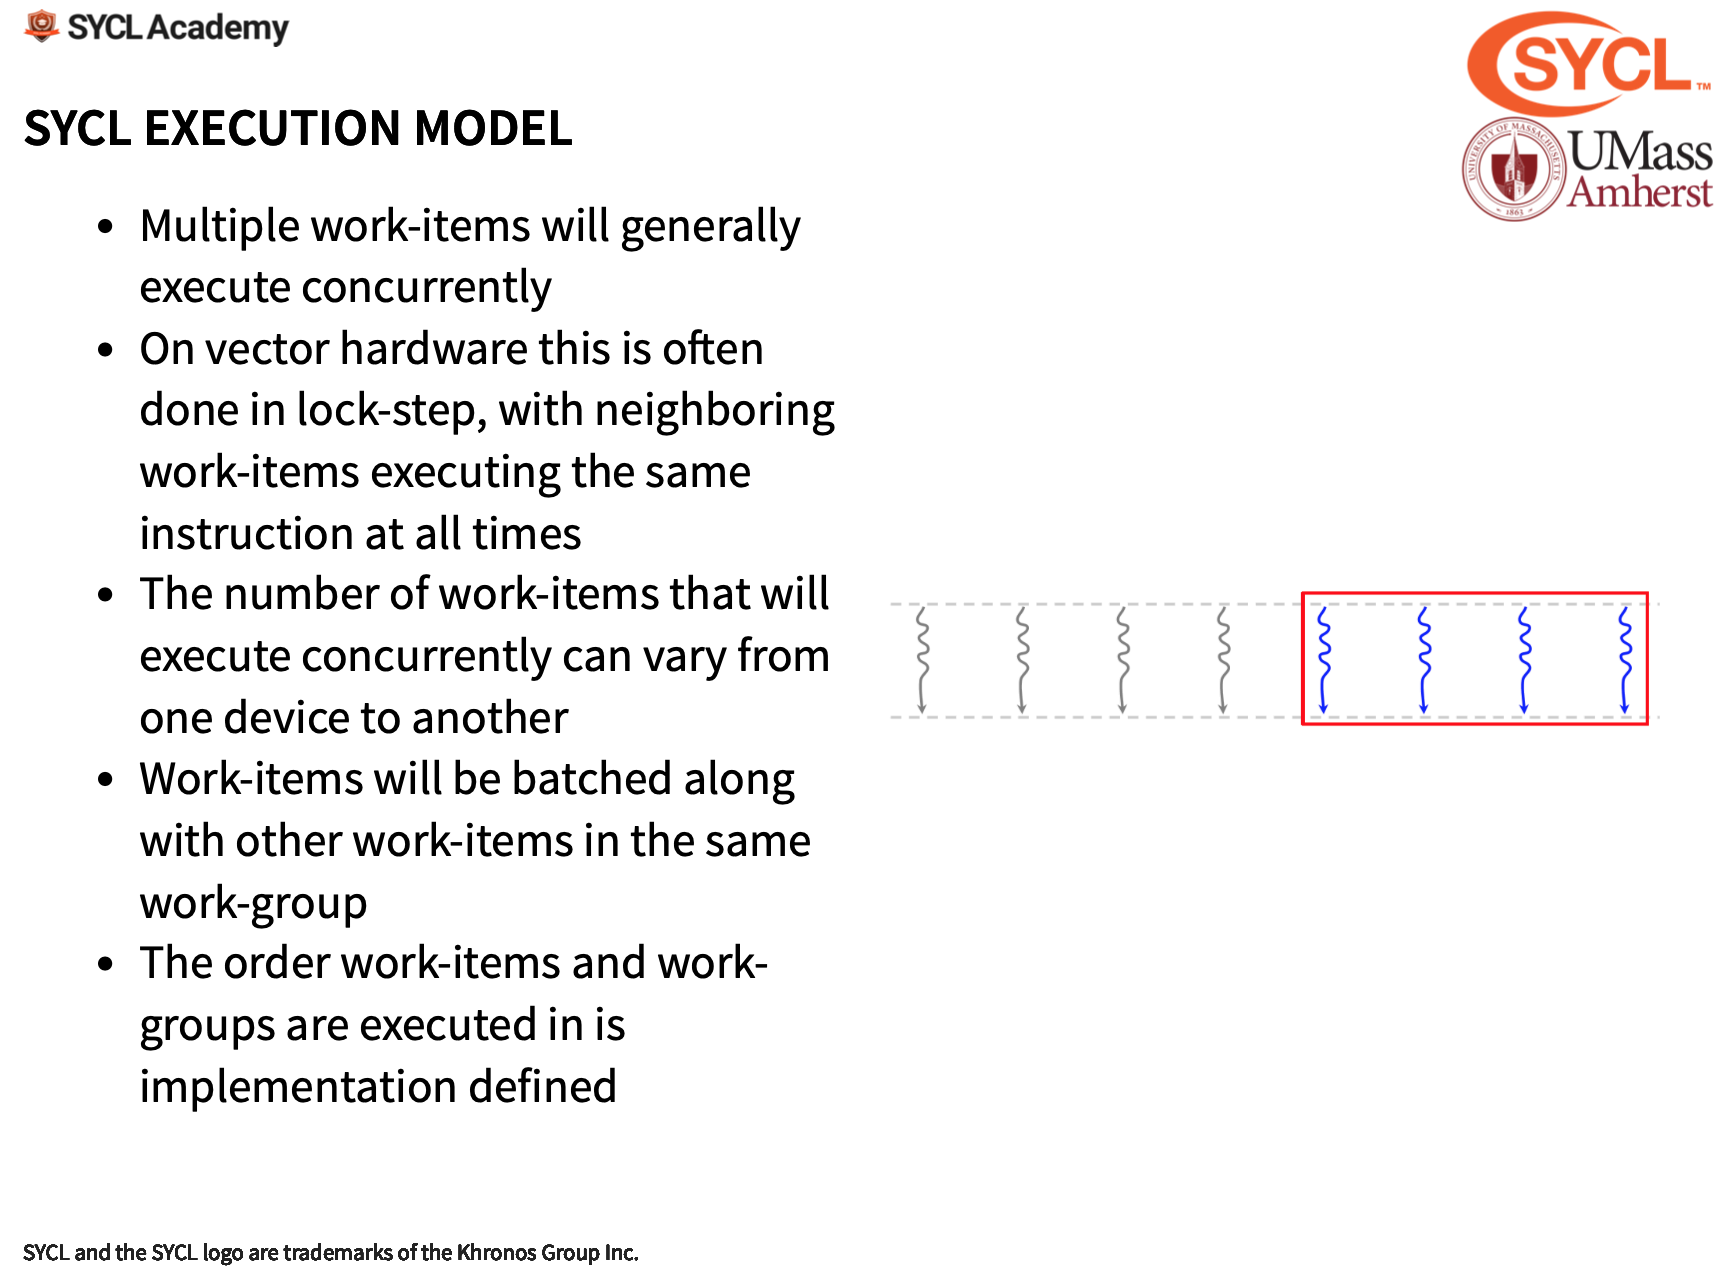 SYCL Academy
SYCL™
UNIVERSITY OF MASSACHUSETTS
1863
UMass
Amherst
SYCL EXECUTION MODEL
• Multiple work-items will generally
execute concurrently
• On vector hardware this is often
done in lock-step, with neighboring
work-items executing the same
instruction at all times
• The number of work-items that will
execute concurrently can vary from
one device to another
• Work-items will be batched along
with other work-items in the same
work-group
• The order work-items and work-
groups are executed in is
implementation defined
SYCL and the SYCL logo are trademarks of the Khronos Group Inc.